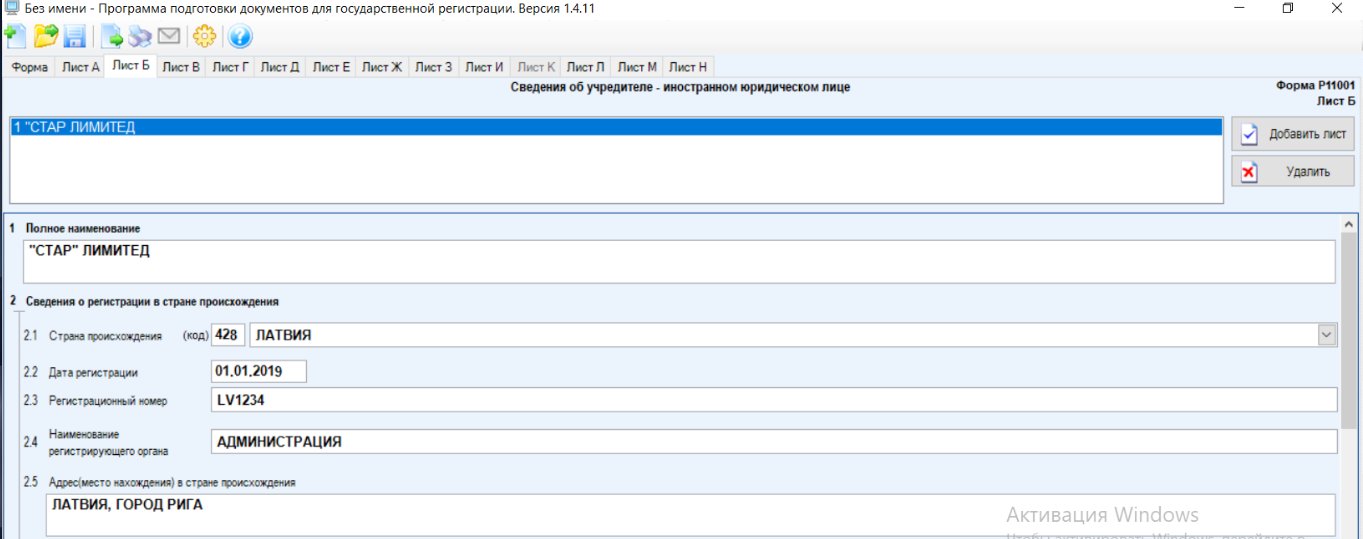 Без имени - Программа подготовки документов для государственной регистрации. Версия 1.4.11
Форма Лист А Лист Б Лист В Лист Г Лист Д Лист Е Лист Ж Лист З Лист И Лист К Лист Л Лист М Лист Н
Сведения об учредителе - иностранном юридическом лице
Форма Р11001
Лист Б
1 "СТАР ЛИМИТЕД
Добавить лист
Удалить
1 Полное наименование
"СТАР" ЛИМИТЕД
2 Сведения о регистрации в стране происхождения
2.1 Страна происхождения (код) 428 ЛАТВИЯ
2.2 Дата регистрации 01.01.2019
2.3 Регистрационный номер LV1234
2.4 Наименование регистрирующего органа АДМИНИСТРАЦИЯ
2.5 Адрес(место нахождения) в стране происхождения
ЛАТВИЯ, ГОРОД РИГА
Активация Windows